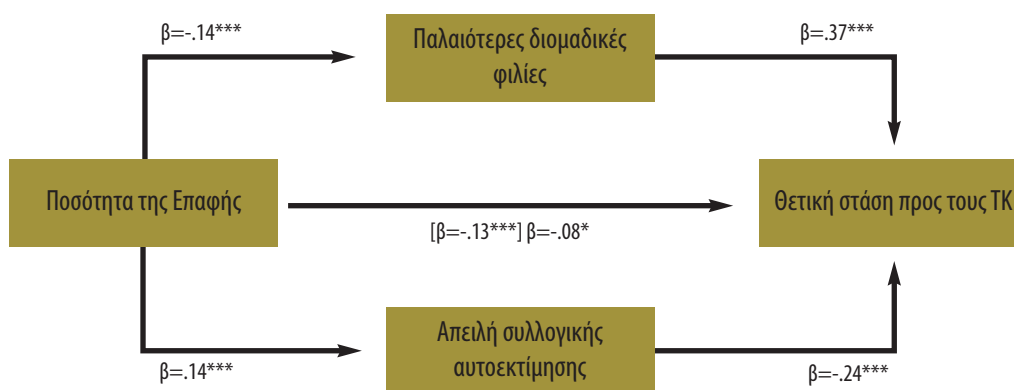 β=-.14***
Παλαιότερες διομαδικές
φιλίες
β=.37***
Ποσότητα της Επαφής
[β=-.13***] β=-.08*
Θετική στάση προς τους ΤΚ
β=.14***
Απειλή συλλογικής
αυτοεκτίμησης
β=-.24***